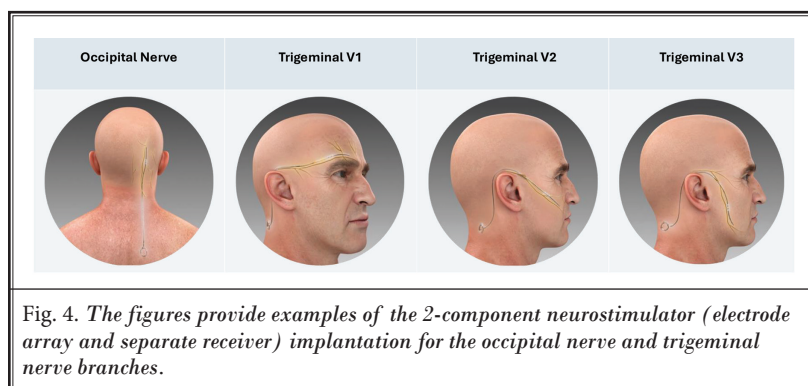 Occipital Nerve
Trigeminal V1
Trigeminal V2
Trigeminal V3
Fig. 4. The figures provide examples of the 2-component neurostimulator (electrode
array and separate receiver) implantation for the occipital nerve and trigeminal
nerve branches.